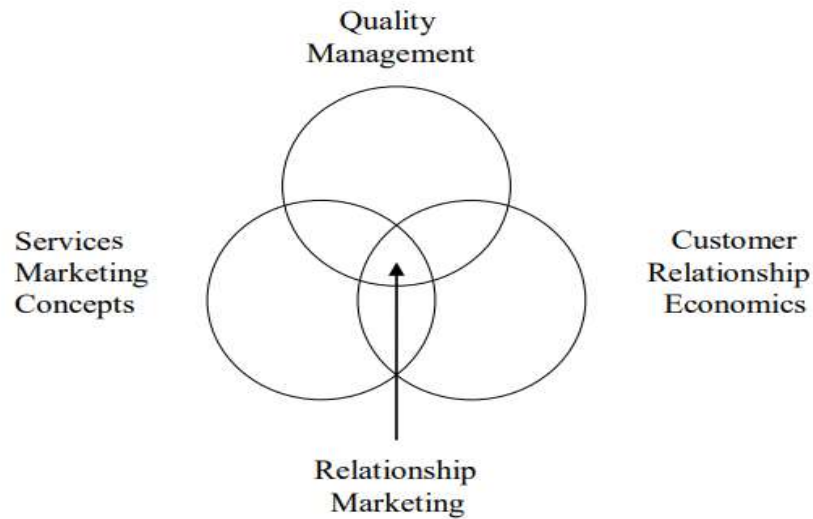 Quality
Management
Services
Marketing
Concepts
Customer
Relationship
Economics
Relationship
Marketing